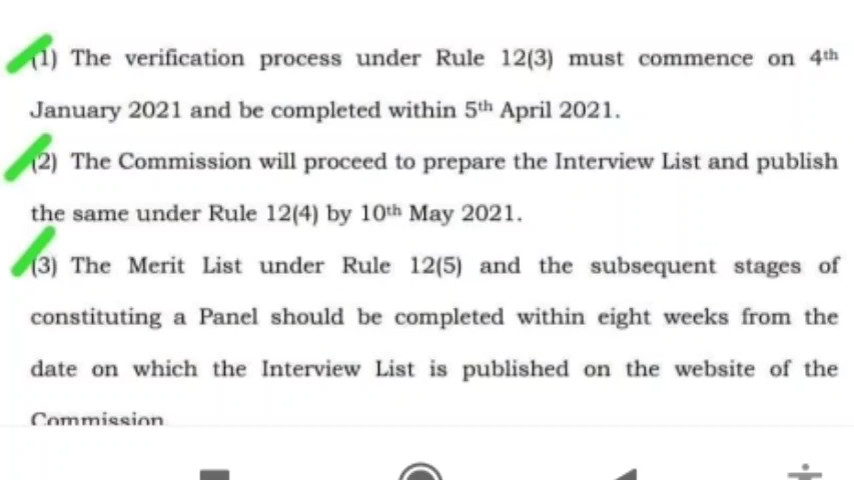 (1) The verification process under Rule 12(3) must commence on 4th
January 2021 and be completed within 5th April 2021.
(2) The Commission will proceed to prepare the Interview List and publish
the same under Rule 12(4) by 10th May 2021.
(3) The Merit List under Rule 12(5) and the subsequent stages of
constituting a Panel should be completed within eight weeks from the
date on which the Interview List is published on the website of the
Commission